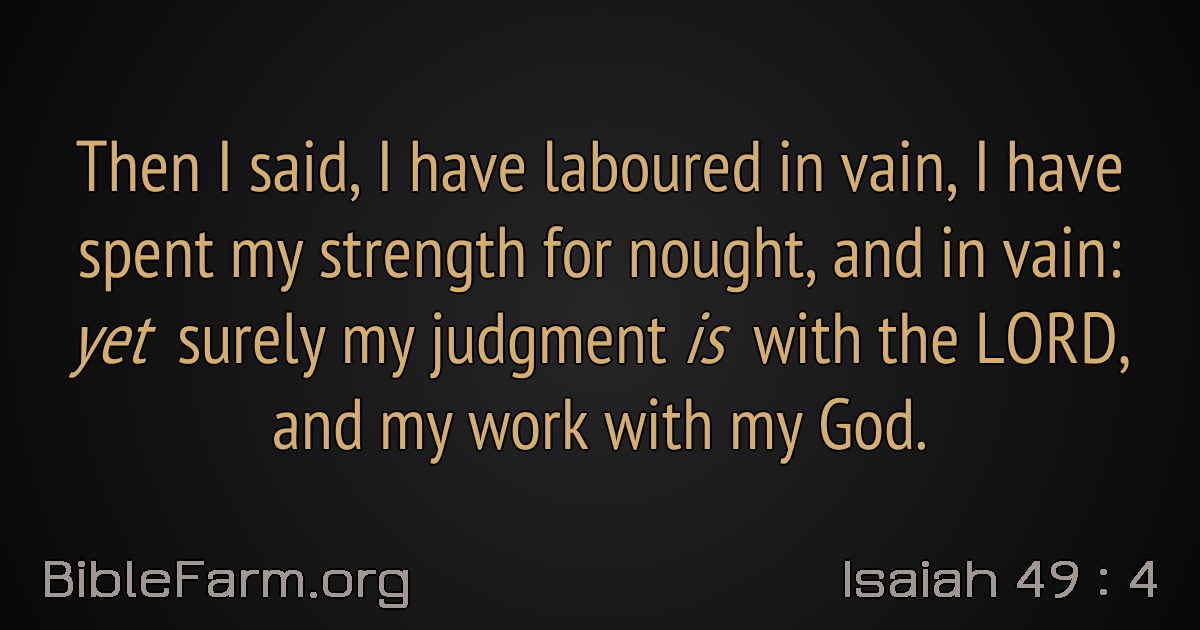 Then I said, I have laboured in vain, I have
spent my strength for nought, and in vain:
yet surely my judgment is with the LORD,
and my work with my God.
BibleFarm.org
Isaiah 49 : 4